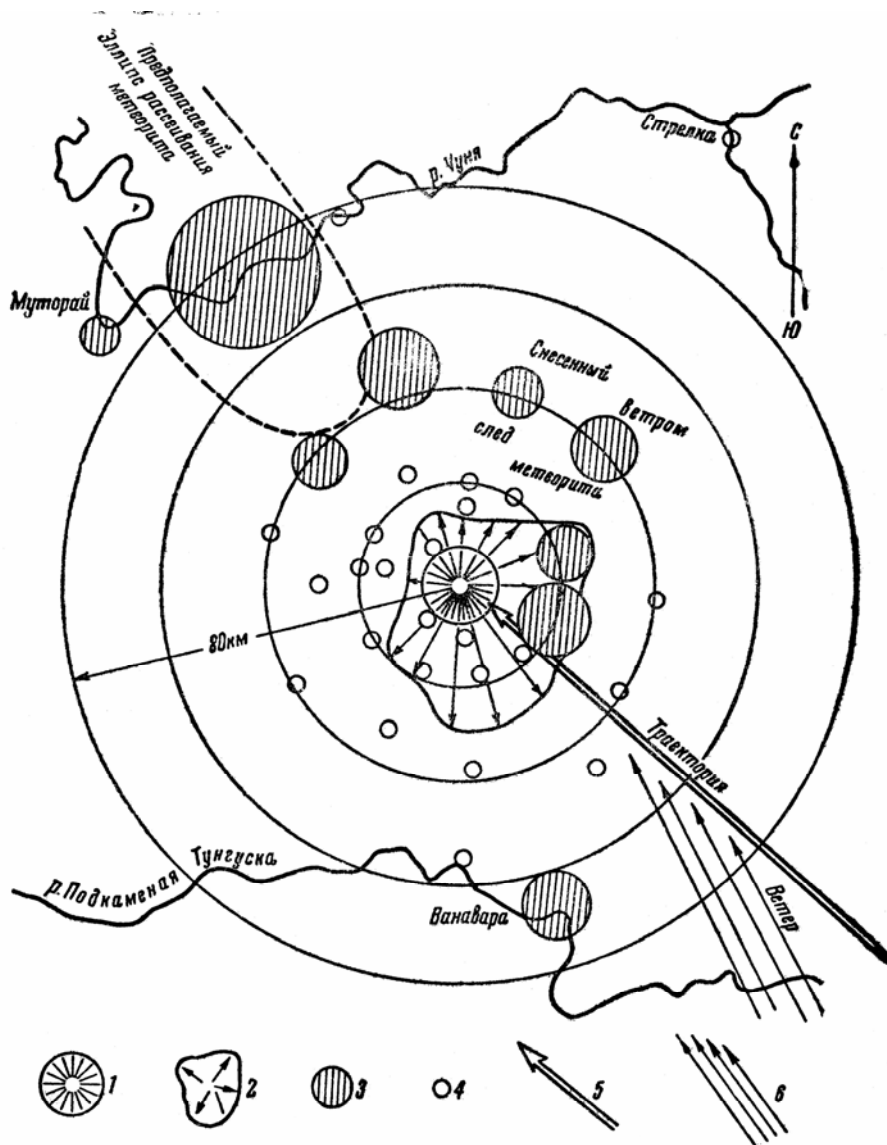 Предполагаемый
Эллипс рассеивания
метеорита
Стрелка
С
р. Чуня
Муторай
Ю
Снесенный
ветром
след
метеорита
80км
Траектория
Тунгуска
р. Подкаменая
Ванавара
Ветер
1
2
3
4
5
6